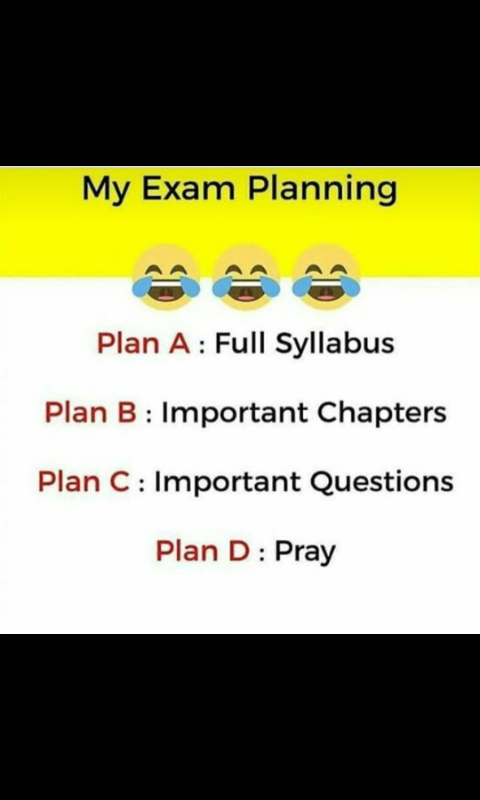 My Exam Planning
Plan A : Full Syllabus
Plan B : Important Chapters
Plan C : Important Questions
Plan D : Pray